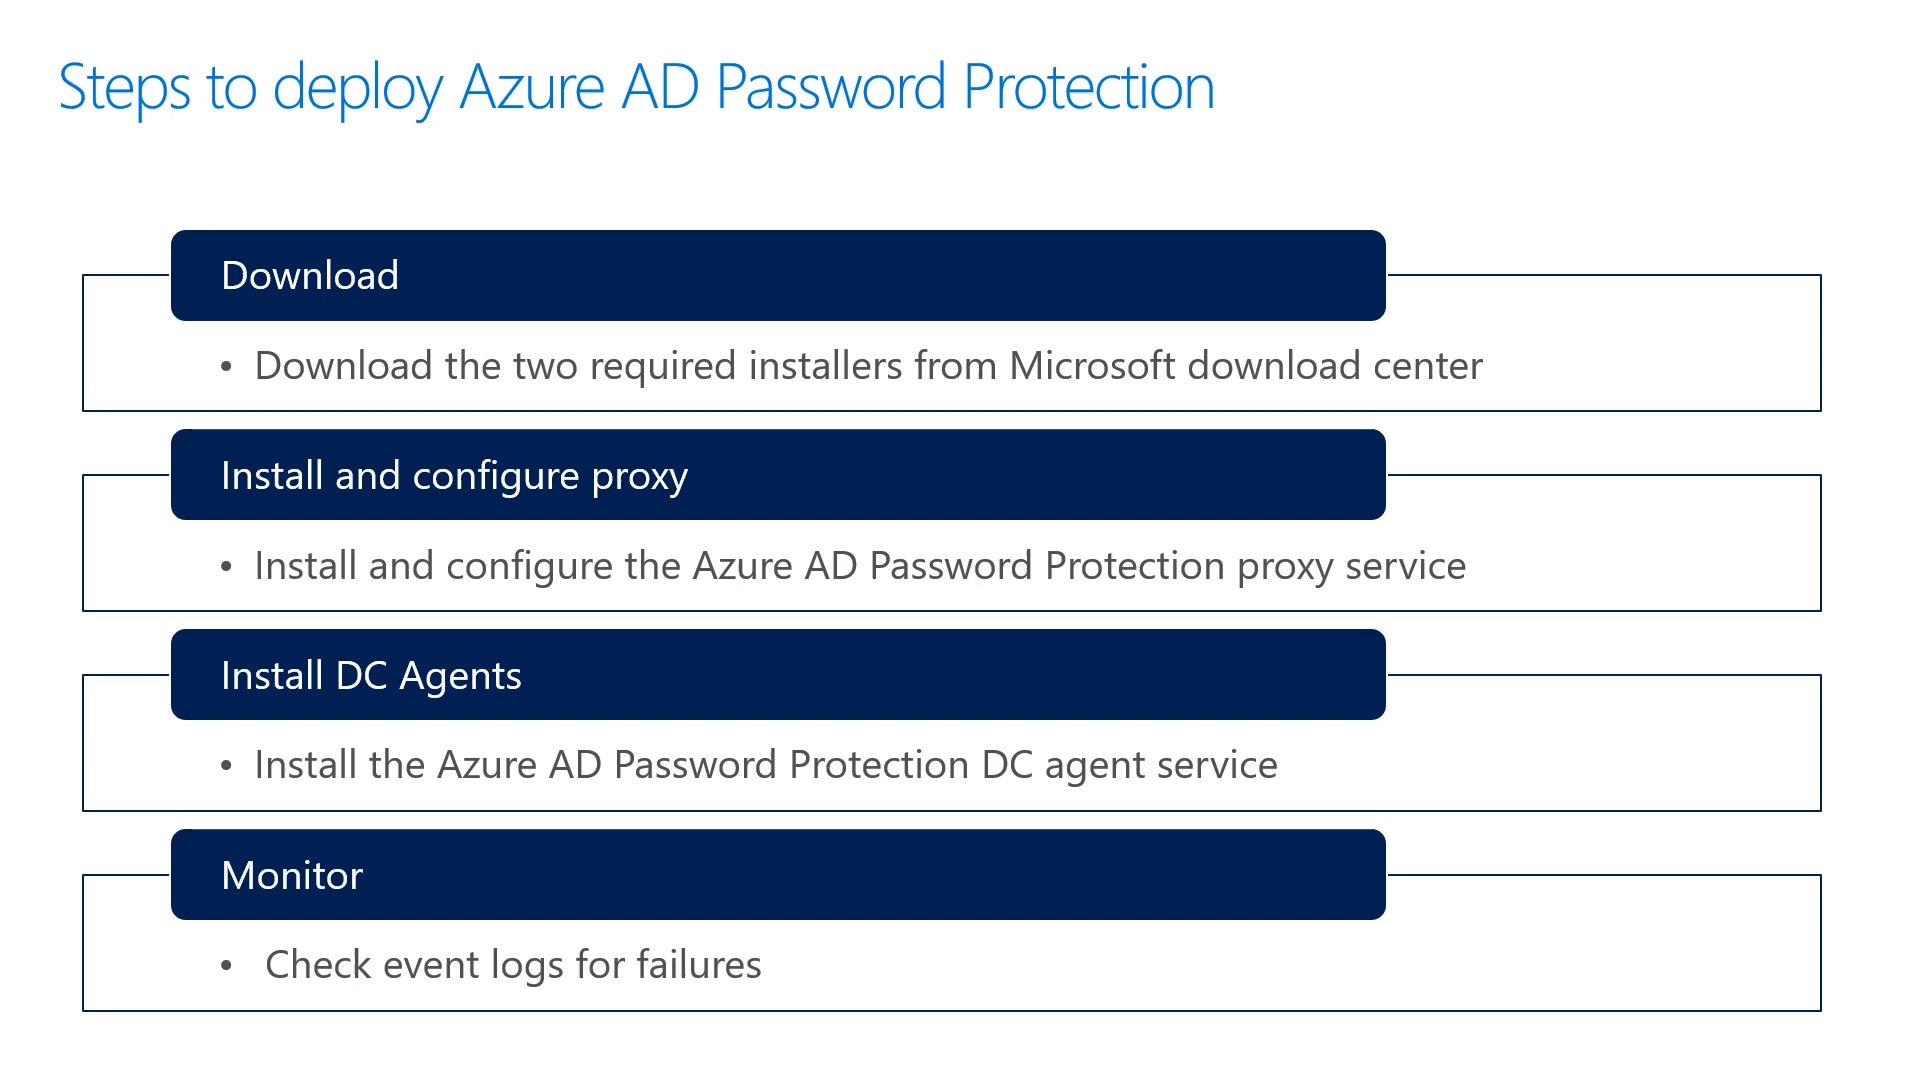 Steps to deploy Azure AD Password Protection
Download
• Download the two required installers from Microsoft download center
Install and configure proxy
• Install and configure the Azure AD Password Protection proxy service
Install DC Agents
• Install the Azure AD Password Protection DC agent service
Monitor
• Check event logs for failures